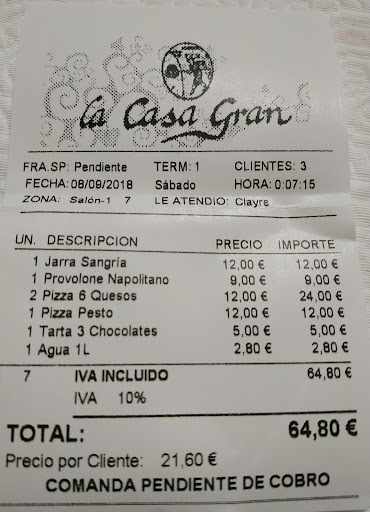 La Casa Gran
FRA.SP: Pendiente TERM: 1 CLIENTES: 3
FECHA: 08/09/2018 Sábado HORA: 0:07:15
ZONA: Salón-1 7 LE ATENDIO: Clayre
UN. DESCRIPCION PRECIO IMPORTE
1 Jarra Sangría 12,00 € 12,00 €
1 Provolone Napolitano 9,00 € 9,00 €
2 Pizza 6 Quesos 12,00 € 24,00 €
1 Pizza Pesto 12,00 € 12,00 €
1 Tarta 3 Chocolates 5,00 € 5,00 €
1 Agua 1L 2,80 € 2,80 €
7 IVA INCLUIDO 64,80 €
IVA 10%
TOTAL: 64,80 €
Precio por Cliente: 21,60 €
COMANDA PENDIENTE DE COBRO